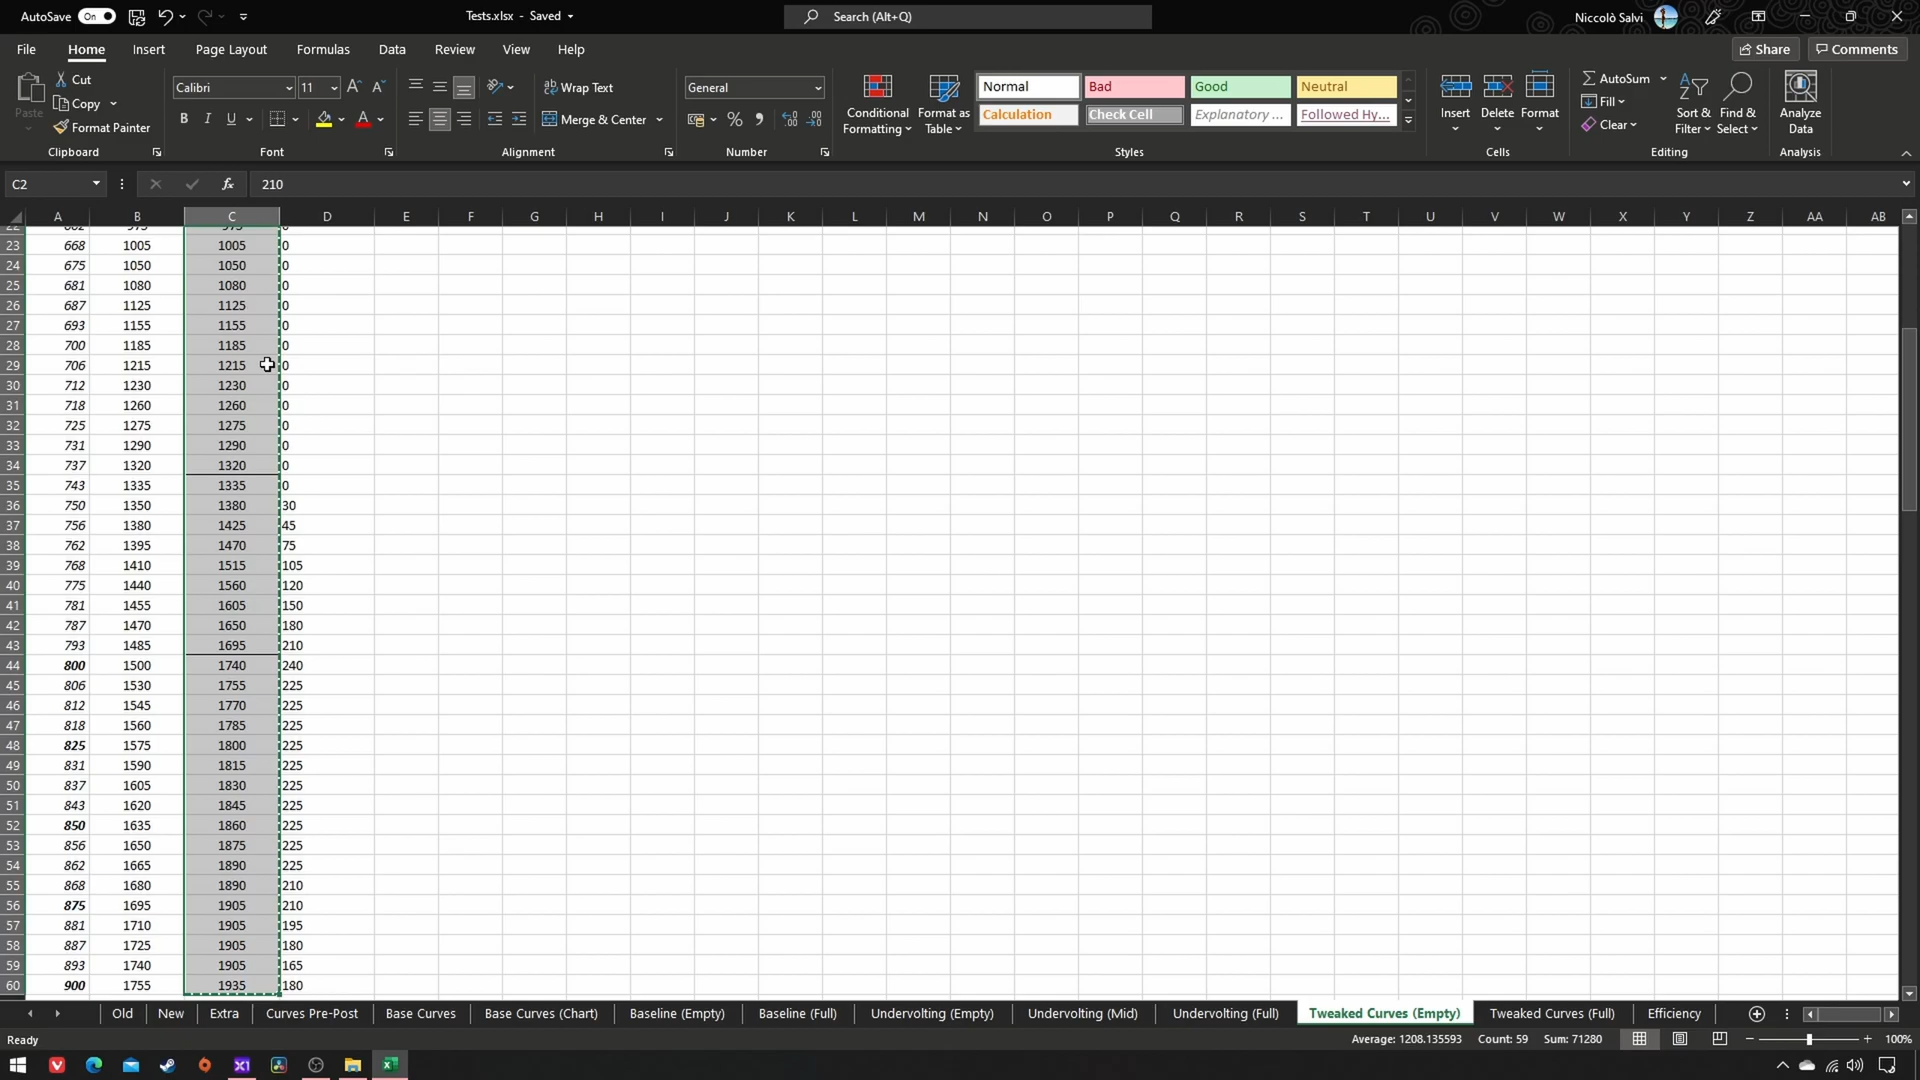 AutoSave On Tests.xlsx - Saved Search (Alt+Q) Niccolò Salvi
File Home Insert Page Layout Formulas Data Review View Help Share Comments
Paste Cut Copy Format Painter Clipboard
Calibri 11 B I U A A A Font
Wrap Text Merge & Center Alignment
General % Number
Conditional Formatting Format as Table
Normal Bad Good Neutral
Calculation Check Cell Explanatory ... Followed Hy...
Styles
Insert Delete Format Cells
AutoSum Fill Clear Sort & Filter Find & Select Editing
Analyze Data Analysis
C2 fx 210
A B C D E F G H I J K L M N O P Q R S T U V W X Y Z AA AB
23 668 1005 1005 0
24 675 1050 1050 0
25 681 1080 1080 0
26 687 1125 1125 0
27 693 1155 1155 0
28 700 1185 1185 0
29 706 1215 1215 0
30 712 1230 1230 0
31 718 1260 1260 0
32 725 1275 1275 0
33 731 1290 1290 0
34 737 1320 1320 0
35 743 1335 1335 0
36 750 1350 1380 30
37 756 1380 1425 45
38 762 1395 1470 75
39 768 1410 1515 105
40 775 1440 1560 120
41 781 1455 1605 150
42 787 1470 1650 180
43 793 1485 1695 210
44 800 1500 1740 240
45 806 1530 1755 225
46 812 1545 1770 225
47 818 1560 1785 225
48 825 1575 1800 225
49 831 1590 1815 225
50 837 1605 1830 225
51 843 1620 1845 225
52 850 1635 1860 225
53 856 1650 1875 225
54 862 1665 1890 225
55 868 1680 1890 210
56 875 1695 1905 210
57 881 1710 1905 195
58 887 1725 1905 180
59 893 1740 1905 165
60 900 1755 1935 180
Old New Extra Curves Pre-Post Base Curves Base Curves (Chart) Baseline (Empty) Baseline (Full) Undervolting (Empty) Undervolting (Mid) Undervolting (Full) Tweaked Curves (Empty) Tweaked Curves (Full) Efficiency
Ready Average: 1208.135593 Count: 59 Sum: 71280 100%